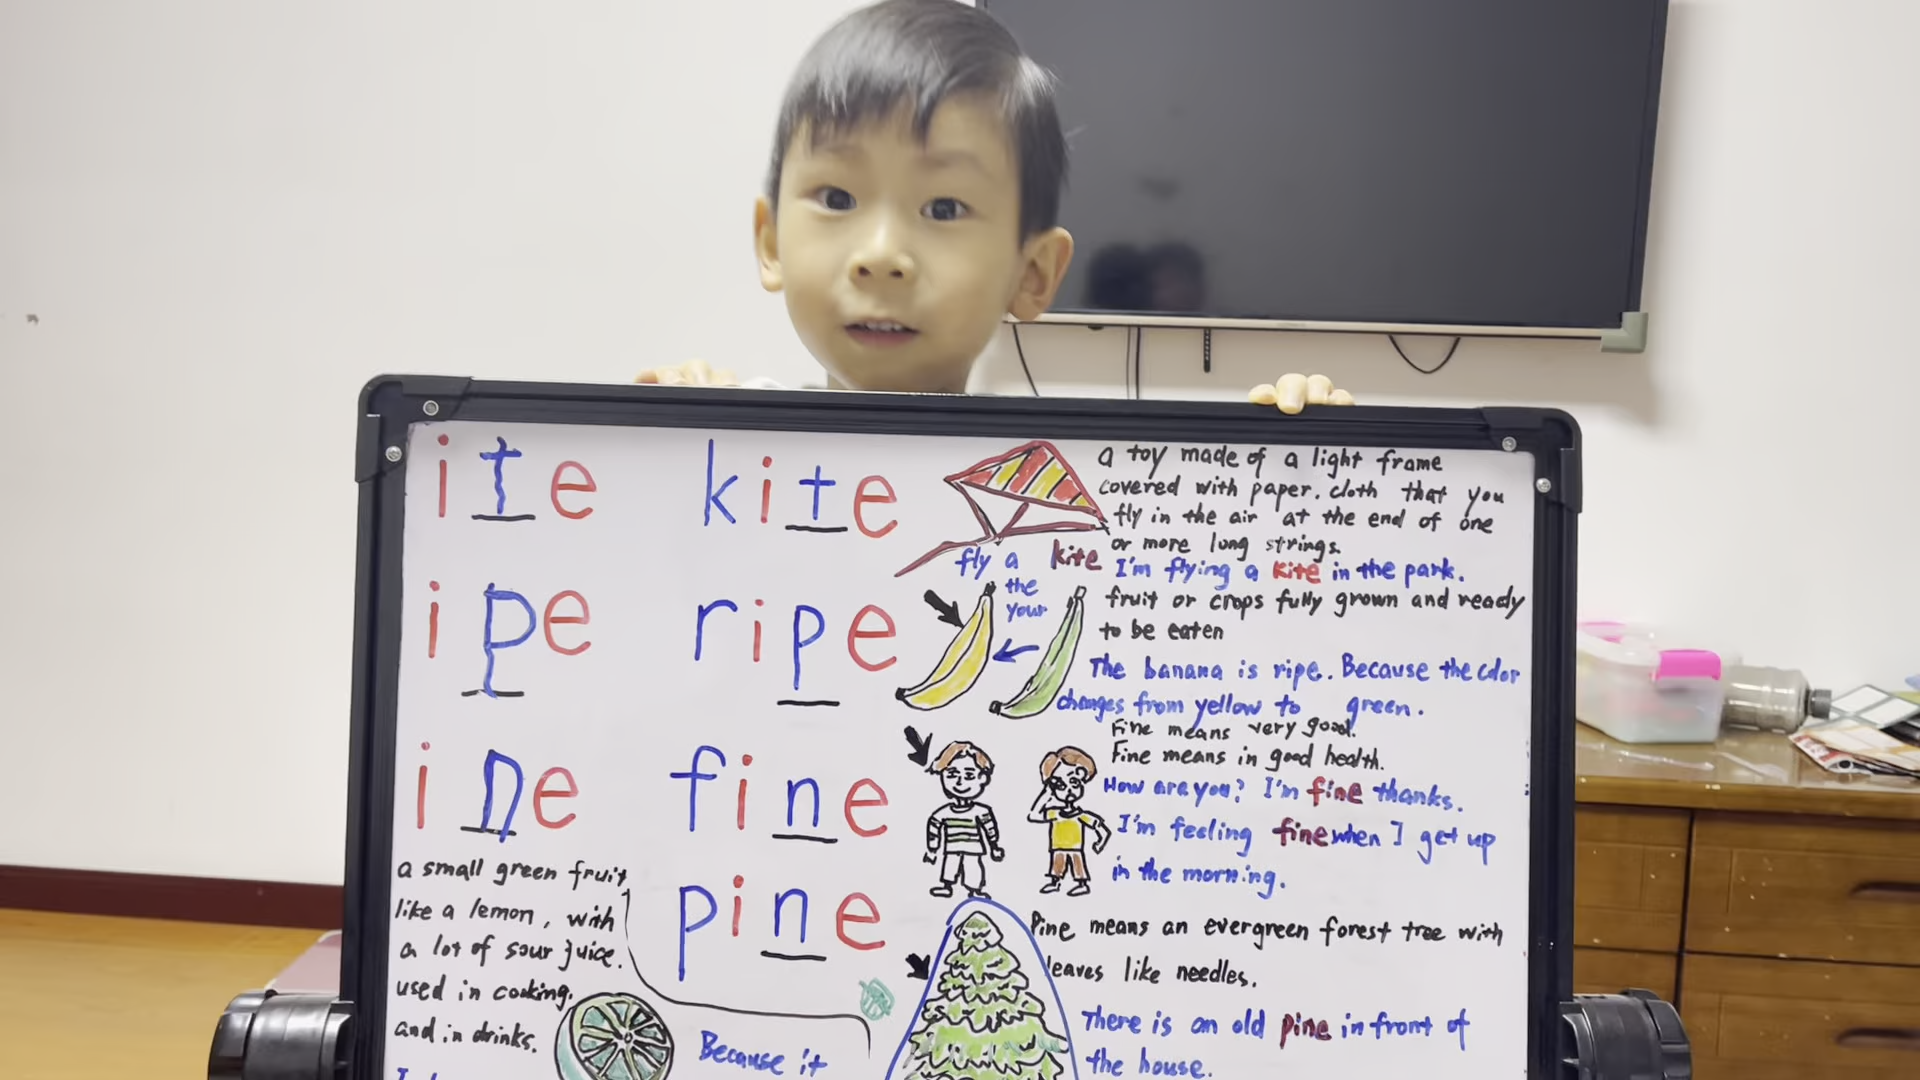 ite kite
a toy made of a light frame
covered with paper. cloth that you
fly in the air at the end of one
or more long strings.
fly a kite
the
your
I'm flying a kite in the park.
ipe ripe
fruit or crops fully grown and ready
to be eaten
The banana is ripe. Because the color
changes from yellow to green.
ine fine
Fine means very good.
Fine means in good health.
How are you? I'm fine thanks.
I'm feeling fine when I get up
in the morning.
pine
Pine means an evergreen forest tree with
leaves like needles.
There is an old pine in front of
the house.
a small green fruit
like a lemon, with
a lot of sour juice.
used in cooking.
and in drinks.
Because it